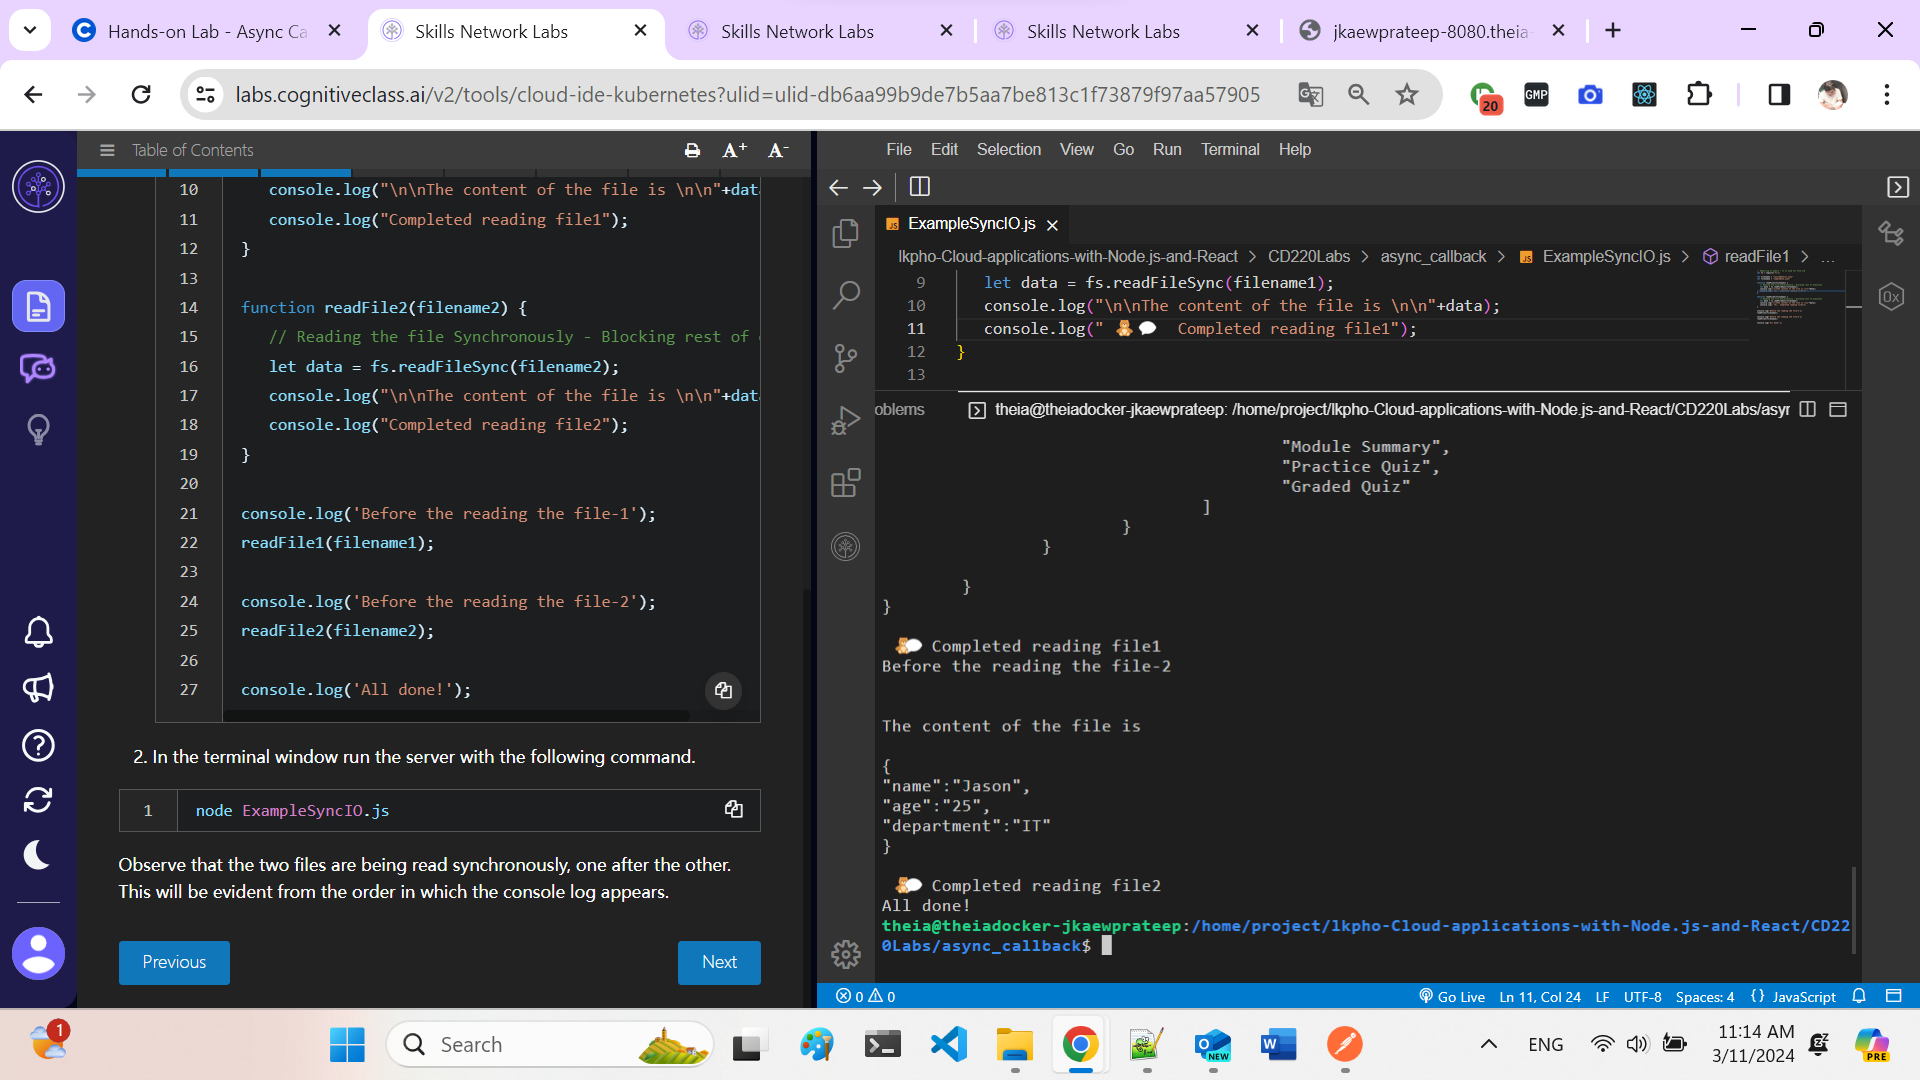 Hands-on Lab - Async Ca
Skills Network Labs
Skills Network Labs
Skills Network Labs
jkaewprateep-8080.theia-
labs.cognitiveclass.ai/v2/tools/cloud-ide-kubernetes?ulid=ulid-db6aa99b9de7b5aa7be813c1f73879f97aa57905
20
GMP
Table of Contents
A+ A-
10 console.log("\n\nThe content of the file is \n\n"+data
11 console.log("Completed reading file1");
12 }
13
14 function readFile2(filename2) {
15 // Reading the file Synchronously - Blocking rest of
16 let data = fs.readFileSync(filename2);
17 console.log("\n\nThe content of the file is \n\n"+data
18 console.log("Completed reading file2");
19 }
20
21 console.log('Before the reading the file-1');
22 readFile1(filename1);
23
24 console.log('Before the reading the file-2');
25 readFile2(filename2);
26
27 console.log('All done!');
2. In the terminal window run the server with the following command.
1 node ExampleSyncIO.js
Observe that the two files are being read synchronously, one after the other.
This will be evident from the order in which the console log appears.
Previous
Next
File Edit Selection View Go Run Terminal Help
JS ExampleSyncIO.js
lkpho-Cloud-applications-with-Node.js-and-React > CD220Labs > async_callback > JS ExampleSyncIO.js > readFile1 > ...
9 let data = fs.readFileSync(filename1);
10 console.log("\n\nThe content of the file is \n\n"+data);
11 console.log(" 🧸💬 Completed reading file1");
12 }
13
oblems
theia@theiadocker-jkaewprateep: /home/project/lkpho-Cloud-applications-with-Node.js-and-React/CD220Labs/asyr
"Module Summary",
"Practice Quiz",
"Graded Quiz"
]
}
}
}
}
🧸💬 Completed reading file1
Before the reading the file-2
The content of the file is
{
"name":"Jason",
"age":"25",
"department":"IT"
}
🧸💬 Completed reading file2
All done!
theia@theiadocker-jkaewprateep:/home/project/lkpho-Cloud-applications-with-Node.js-and-React/CD22
0Labs/async_callback$
0x
0 0
Go Live Ln 11, Col 24 LF UTF-8 Spaces: 4 {} JavaScript
1
Search
NEW
W
ENG
11:14 AM
3/11/2024
PRE